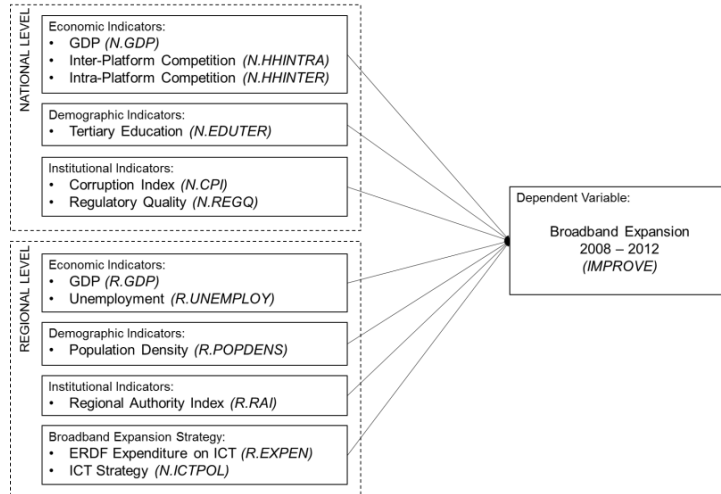 NATIONAL LEVEL
Economic Indicators:
• GDP (N.GDP)
• Inter-Platform Competition (N.HHINTRA)
• Intra-Platform Competition (N.HHINTER)
Demographic Indicators:
• Tertiary Education (N.EDUTER)
Institutional Indicators:
• Corruption Index (N.CPI)
• Regulatory Quality (N.REGQ)
REGIONAL LEVEL
Economic Indicators:
• GDP (R.GDP)
• Unemployment (R.UNEMPLOY)
Demographic Indicators:
• Population Density (R.POPDENS)
Institutional Indicators:
• Regional Authority Index (R.RAI)
Broadband Expansion Strategy:
• ERDF Expenditure on ICT (R.EXPEN)
• ICT Strategy (N.ICTPOL)
Dependent Variable:
Broadband Expansion
2008 – 2012
(IMPROVE)